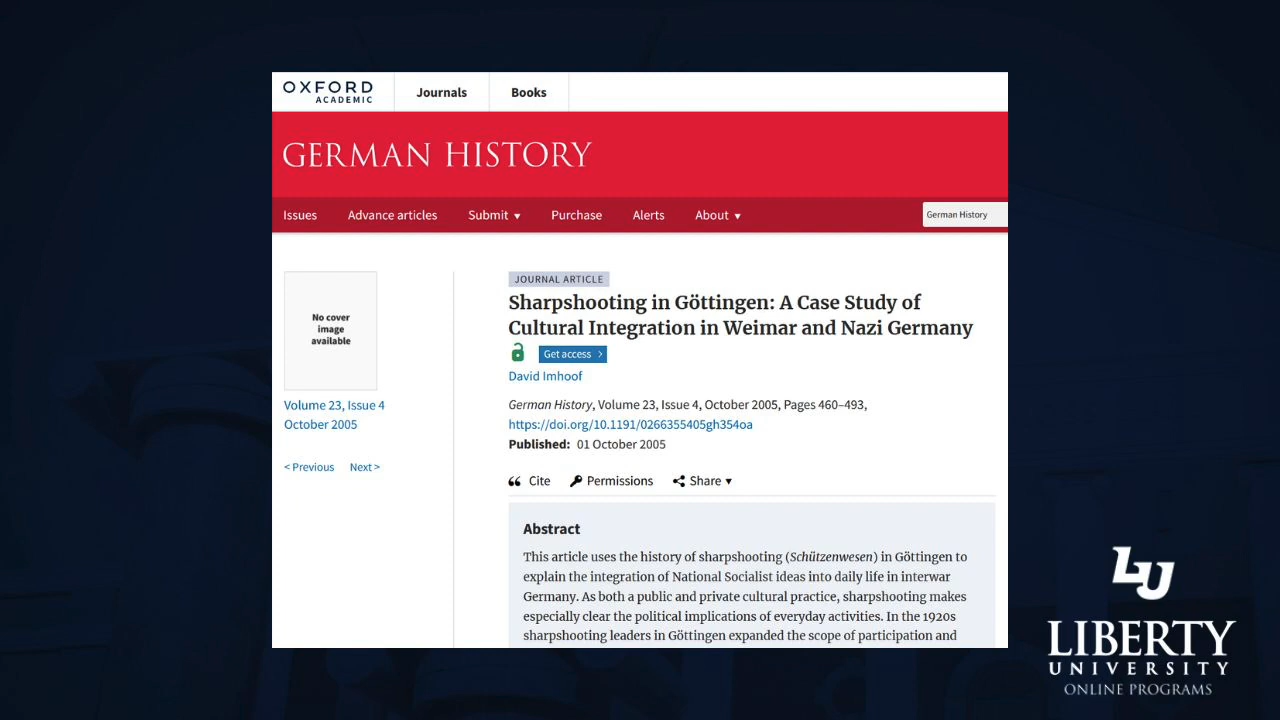 OXFORD
ACADEMIC
Journals
Books
GERMAN HISTORY
Issues
Advance articles
Submit ▼
Purchase
Alerts
About ▼
German History
No cover
image
available
Volume 23, Issue 4
October 2005
< Previous
Next >
JOURNAL ARTICLE
Sharpshooting in Göttingen: A Case Study of
Cultural Integration in Weimar and Nazi Germany
Get access >
David Imhoof
German History, Volume 23, Issue 4, October 2005, Pages 460–493,
https://doi.org/10.1191/0266355405gh354oa
Published: 01 October 2005
Cite
Permissions
Share ▼
Abstract
This article uses the history of sharpshooting (Schützenwesen) in Göttingen to
explain the integration of National Socialist ideas into daily life in interwar
Germany. As both a public and private cultural practice, sharpshooting makes
especially clear the political implications of everyday activities. In the 1920s
sharpshooting leaders in Göttingen expanded the scope of participation and
LU
LIBERTY
UNIVERSITY
ONLINE PROGRAMS